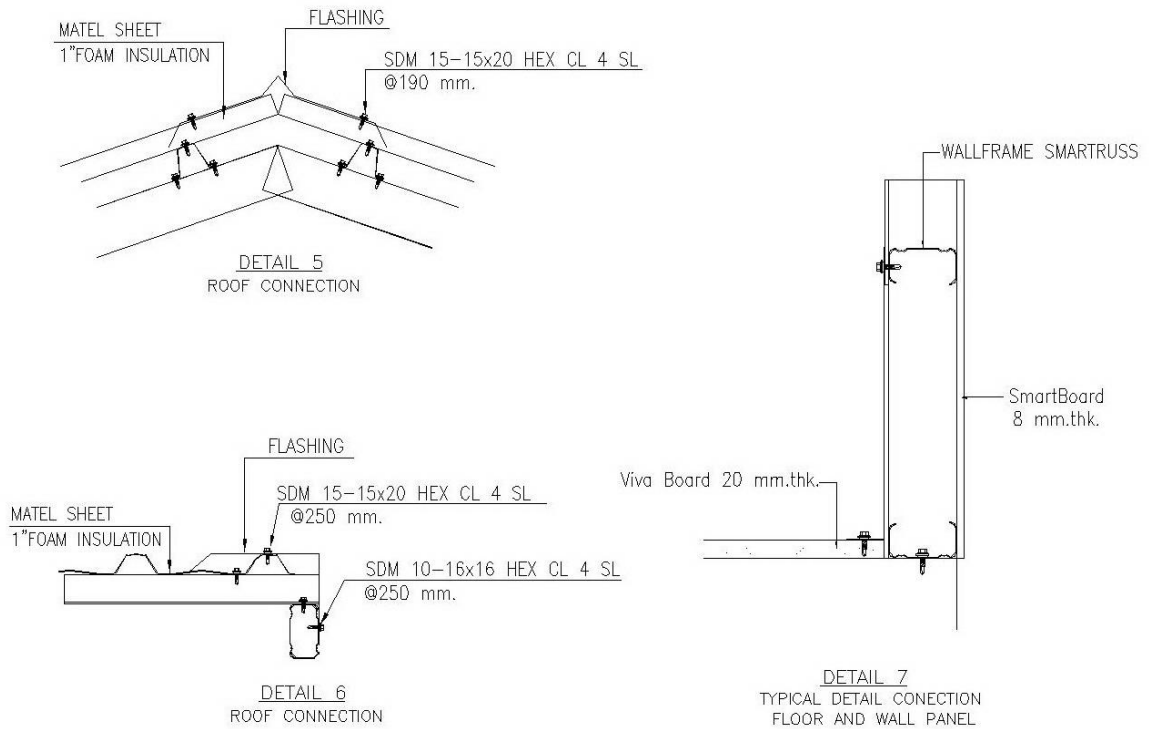 FLASHING
MATEL SHEET
1"FOAM INSULATION
SDM 15-15x20 HEX CL 4 SL
@190 mm.
DETAIL 5
ROOF CONNECTION
FLASHING
SDM 15-15x20 HEX CL 4 SL
@250 mm.
MATEL SHEET
1"FOAM INSULATION
SDM 10-16x16 HEX CL 4 SL
@250 mm.
DETAIL 6
ROOF CONNECTION
WALLFRAME SMARTRUSS
SmartBoard
8 mm.thk.
Viva Board 20 mm.thk.
DETAIL 7
TYPICAL DETAIL CONECTION
FLOOR AND WALL PANEL